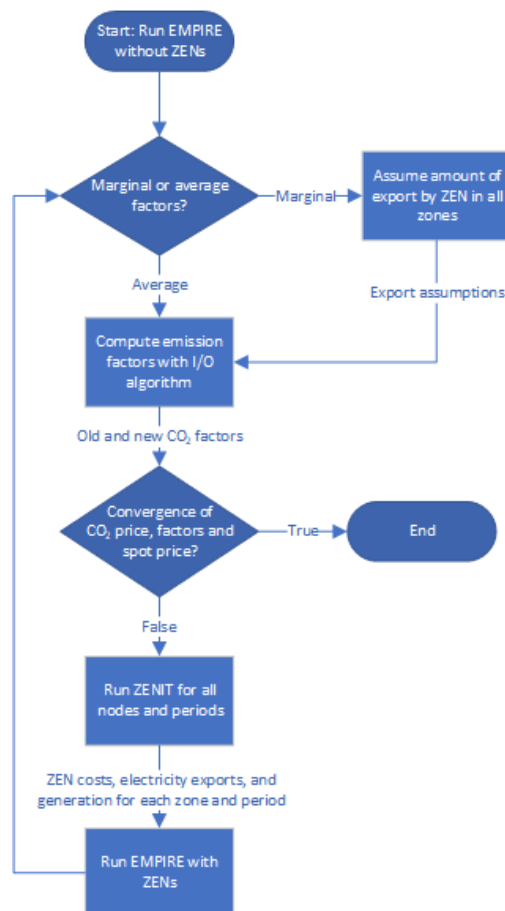 Start: Run EMPIRE
without ZENs
Marginal or average
factors?
Marginal
Assume amount of
export by ZEN in all
zones
Average
Export assumptions
Compute emission
factors with I/O
algorithm
Old and new CO₂ factors
Convergence of
CO₂ price, factors and
spot price?
True
End
False
Run ZENIT for all
nodes and periods
ZEN costs, electricity exports, and
generation for each zone and period
Run EMPIRE with
ZENs